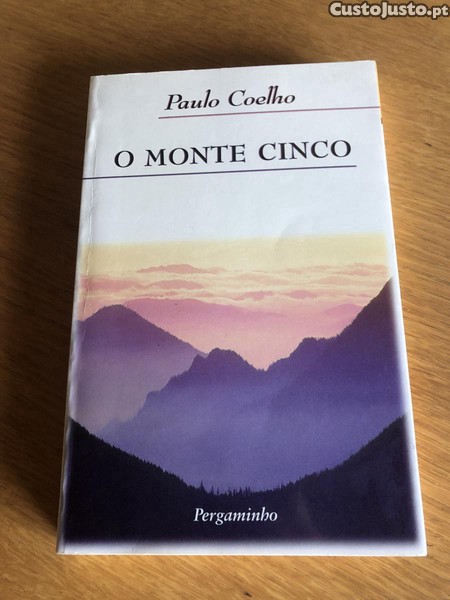 CustoJusto.pt
Paulo Coelho
O MONTE CINCO
Pergaminho